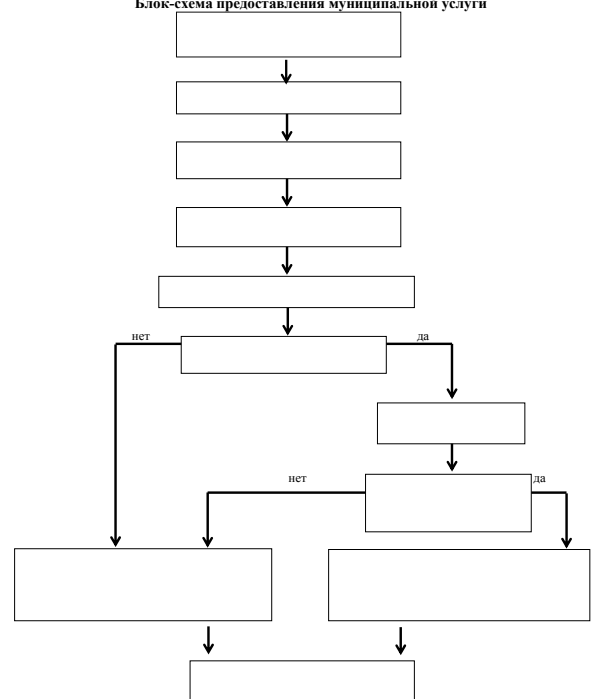 Блок-схема предоставления муниципальной услуги
нет
да
нет
да